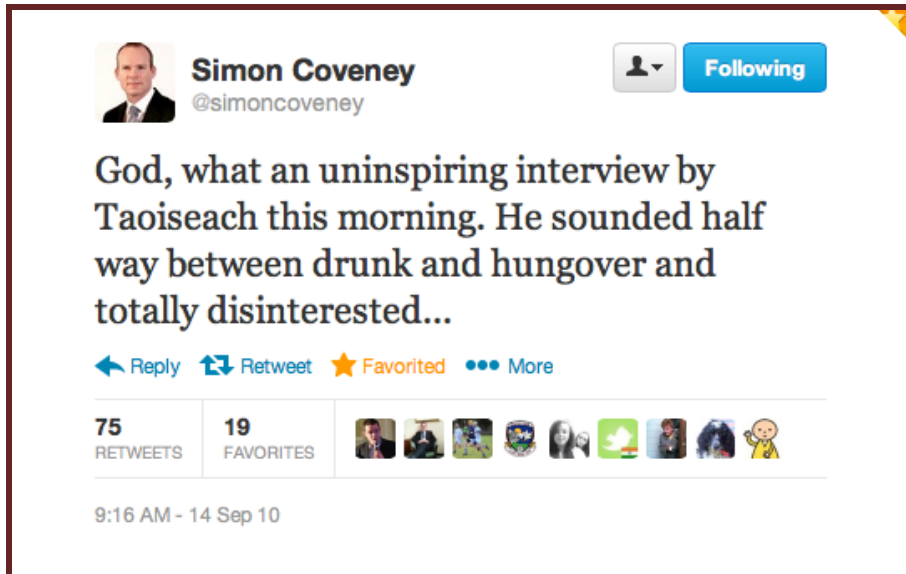 Simon Coveney
@simoncoveney
Following
God, what an uninspiring interview by
Taoiseach this morning. He sounded half
way between drunk and hungover and
totally disinterested...
Reply Retweet Favorited More
75 19
RETWEETS FAVORITES
9:16 AM - 14 Sep 10